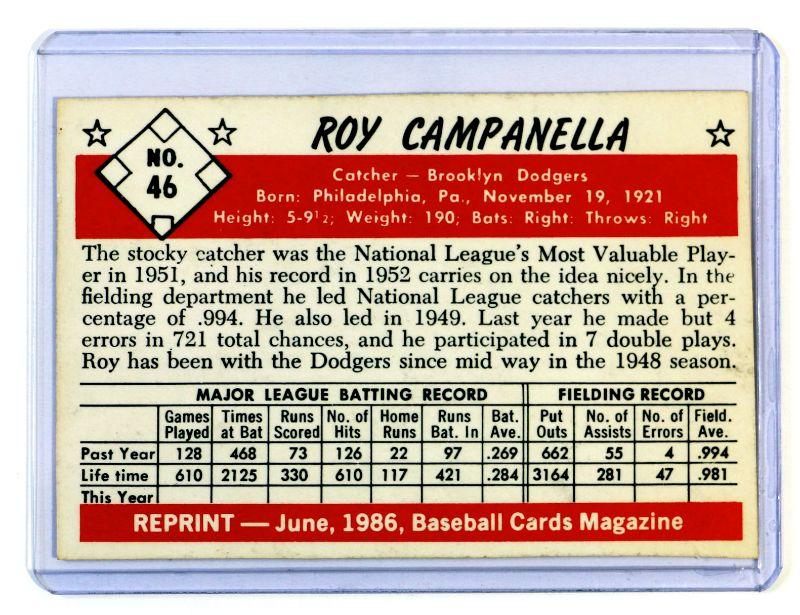 NO. 46
ROY CAMPANELLA
Catcher — Brooklyn Dodgers
Born: Philadelphia, Pa., November 19, 1921
Height: 5-9½; Weight: 190; Bats: Right: Throws: Right
The stocky catcher was the National League's Most Valuable Play-
er in 1951, and his record in 1952 carries on the idea nicely. In the
fielding department he led National League catchers with a per-
centage of .994. He also led in 1949. Last year he made but 4
errors in 721 total chances, and he participated in 7 double plays.
Roy has been with the Dodgers since mid way in the 1948 season.
MAJOR LEAGUE BATTING RECORD FIELDING RECORD
Games Times Runs No. of Home Runs Bat. Put No. of No. of Field.
Played at Bat Scored Hits Runs Bat. In Ave. Outs Assists Errors Ave.
Past Year 128 468 73 126 22 97 .269 662 55 4 .994
Life time 610 2125 330 610 117 421 .284 3164 281 47 .981
This Year
REPRINT — June, 1986, Baseball Cards Magazine